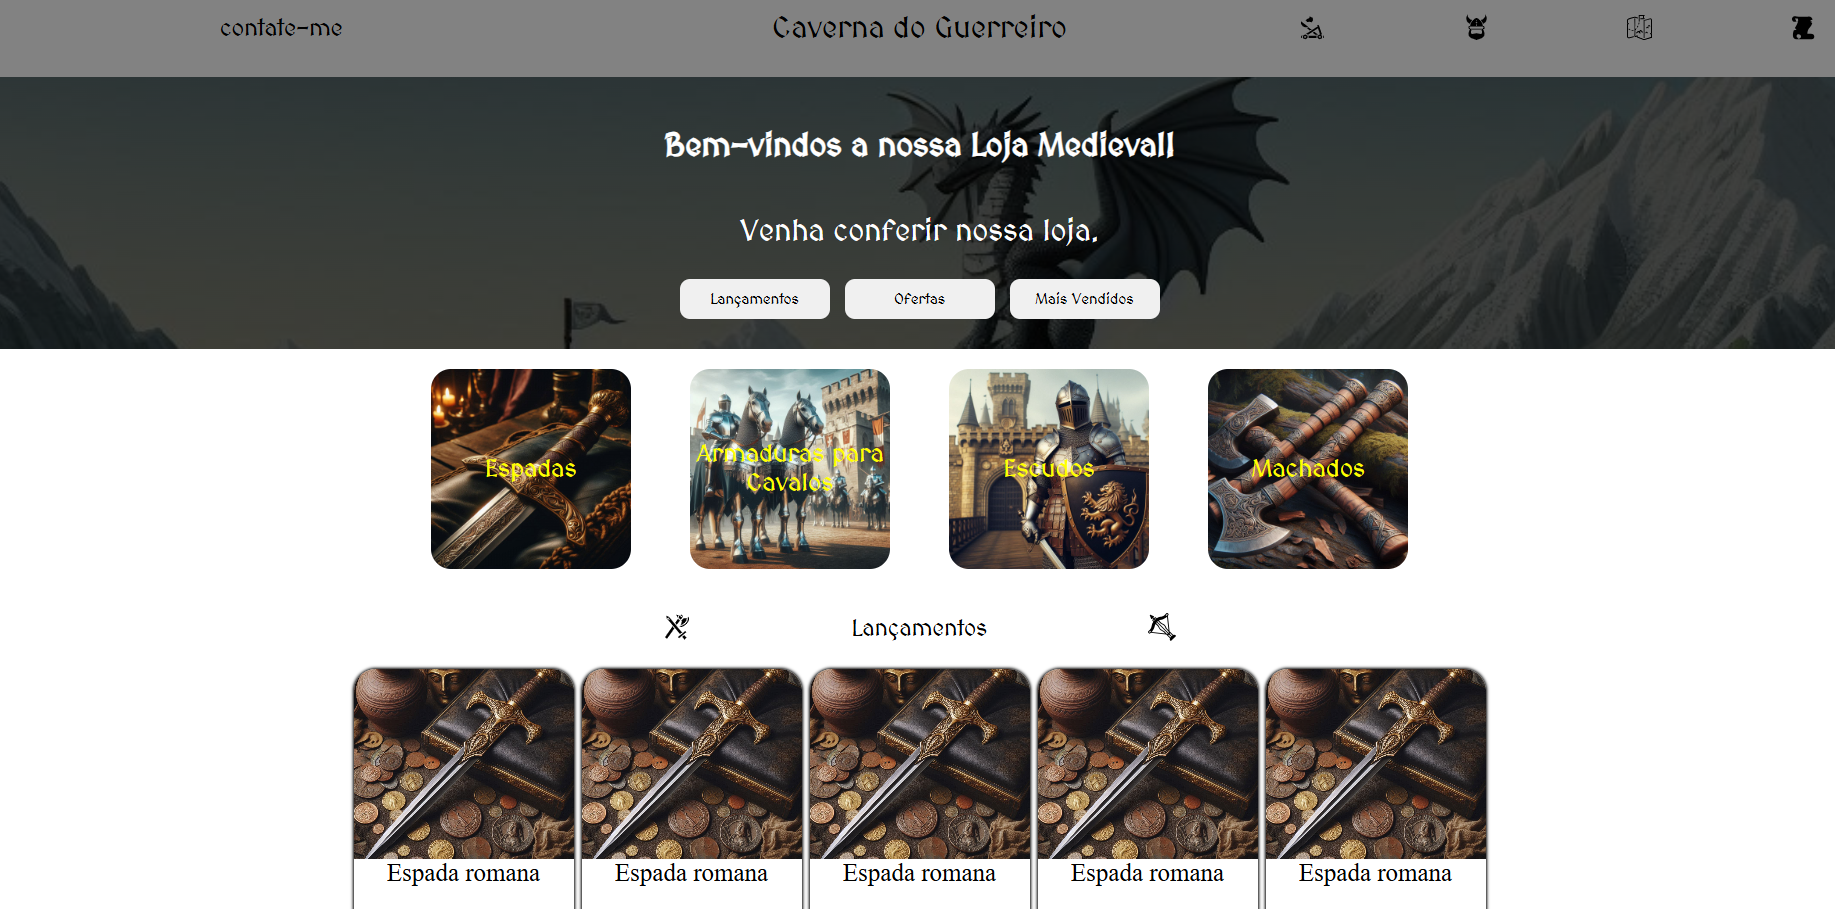 contate-me
Caverna do Guerreiro
Bem-vindos a nossa Loja Medievall
Venha conferir nossa loja.
Lançamentos
Ofertas
Mais Vendidos
Espadas
Armaduras para
Cavalos
Escudos
Machados
Lançamentos
Espada romana
Espada romana
Espada romana
Espada romana
Espada romana